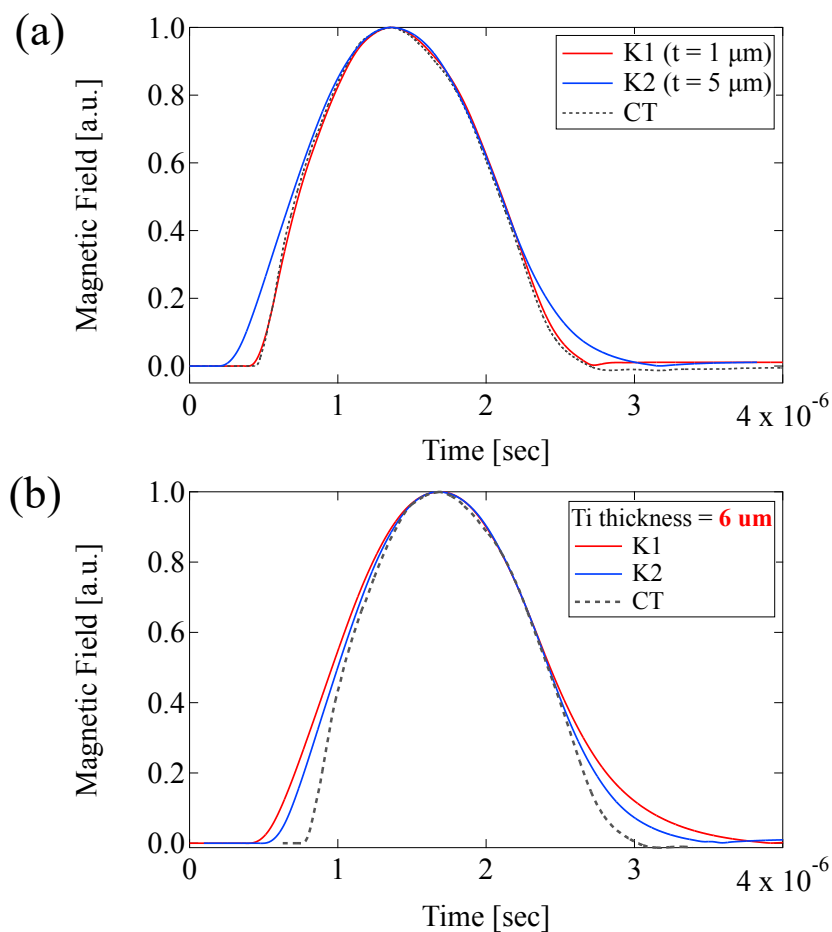 (a)
1.0
0.8
0.6
0.4
0.2
0.0
Magnetic Field [a.u.]
K1 (t = 1 μm)
K2 (t = 5 μm)
CT
0
1
2
3
4 x 10⁻⁶
Time [sec]
(b)
1.0
0.8
0.6
0.4
0.2
0.0
Magnetic Field [a.u.]
Ti thickness = 6 um
K1
K2
CT
0
1
2
3
4 x 10⁻⁶
Time [sec]